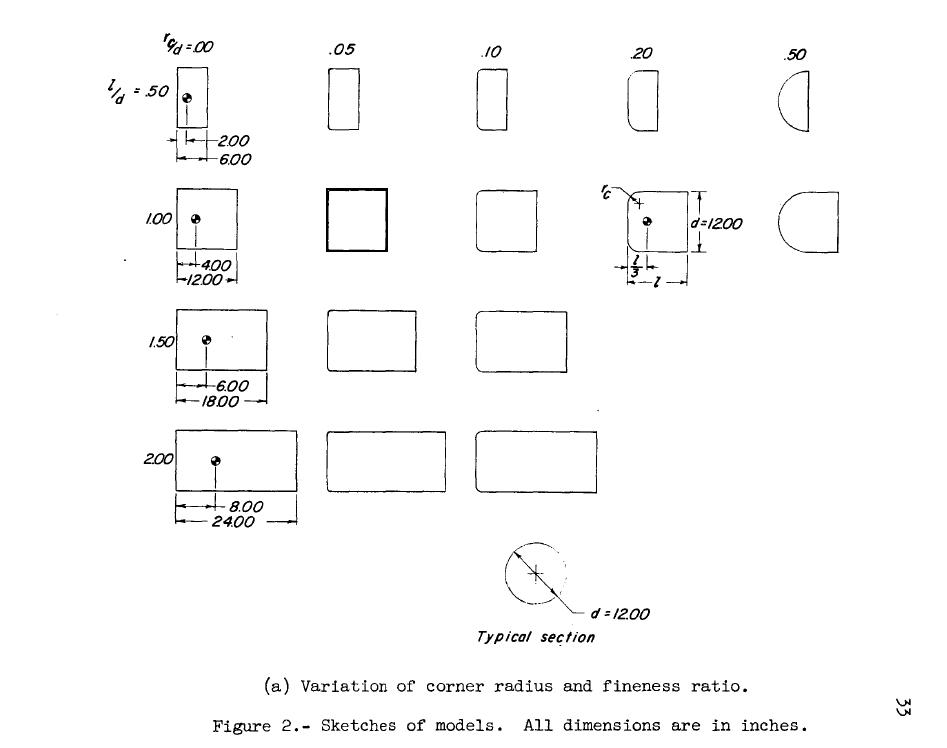 rc/d = .00 .05 .10 .20 .50
l/d = .50
2.00
6.00
1.00
rc
d = 12.00
4.00
12.00
l/3
l
1.50
6.00
18.00
2.00
8.00
24.00
d = 12.00
Typical section
(a) Variation of corner radius and fineness ratio.
Figure 2.- Sketches of models. All dimensions are in inches.
33